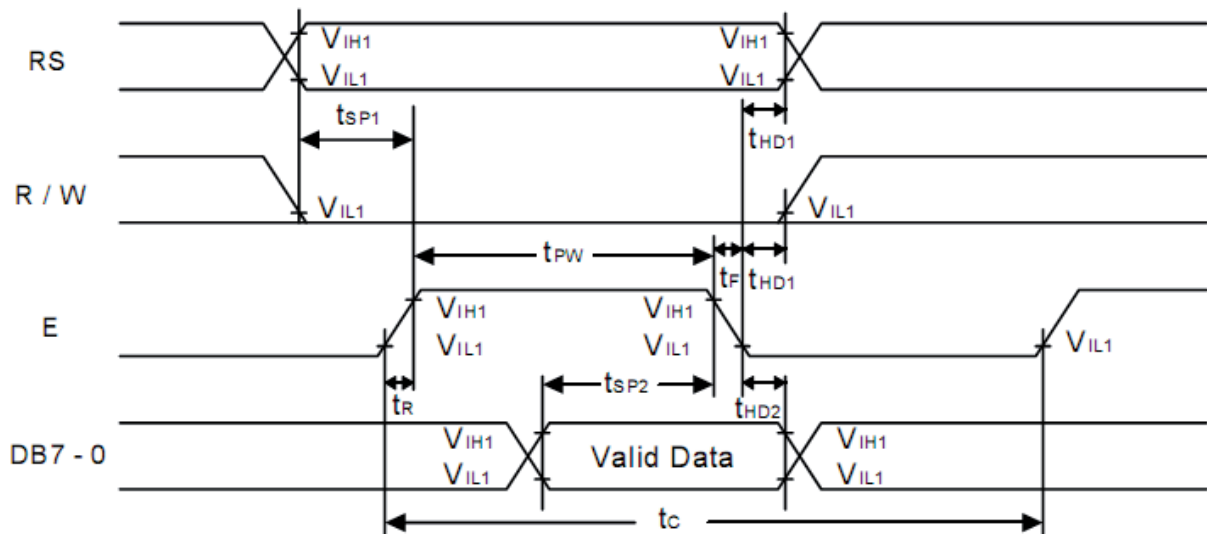 RS
VIH1
VIH1
VIL1
VIL1
tSP1
tHD1
R / W
VIL1
VIL1
tPW
tF
tHD1
E
VIH1
VIH1
VIL1
VIL1
VIL1
tR
tSP2
tHD2
DB7 - 0
VIH1
VIL1
Valid Data
VIH1
VIL1
tC